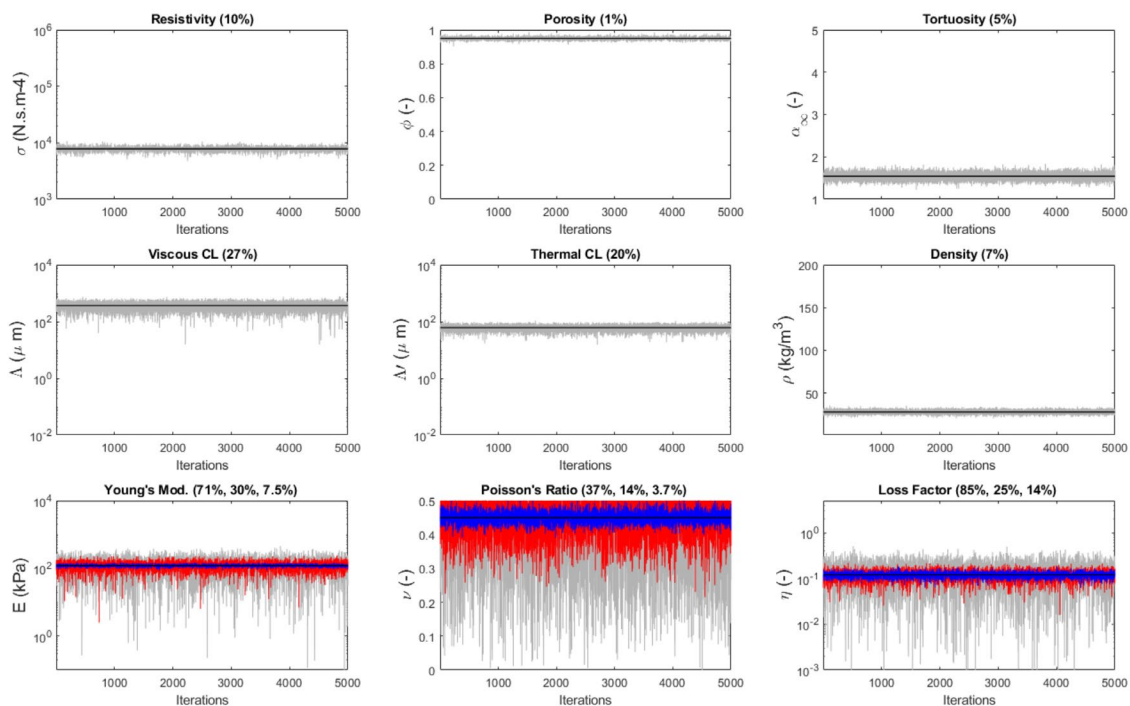 Resistivity (10%)
Porosity (1%)
Tortuosity (5%)
10^6
10^5
10^4
10^3
σ (N.s.m-4)
1000 2000 3000 4000 5000
Iterations
1
0.8
0.6
0.4
0.2
0
ϕ (-)
1000 2000 3000 4000 5000
Iterations
5
4
3
2
1
α∞ (-)
1000 2000 3000 4000 5000
Iterations
Viscous CL (27%)
Thermal CL (20%)
Density (7%)
10^4
10^2
10^0
10^-2
Λ (μ m)
1000 2000 3000 4000 5000
Iterations
10^4
10^2
10^0
10^-2
Λ′ (μ m)
1000 2000 3000 4000 5000
Iterations
200
150
100
50
ρ (kg/m^3)
1000 2000 3000 4000 5000
Iterations
Young's Mod. (71%, 30%, 7.5%)
Poisson's Ratio (37%, 14%, 3.7%)
Loss Factor (85%, 25%, 14%)
10^4
10^2
10^0
E (kPa)
1000 2000 3000 4000 5000
Iterations
0.5
0.4
0.3
0.2
0.1
0
ν (-)
1000 2000 3000 4000 5000
Iterations
10^0
10^-1
10^-2
10^-3
η (-)
1000 2000 3000 4000 5000
Iterations